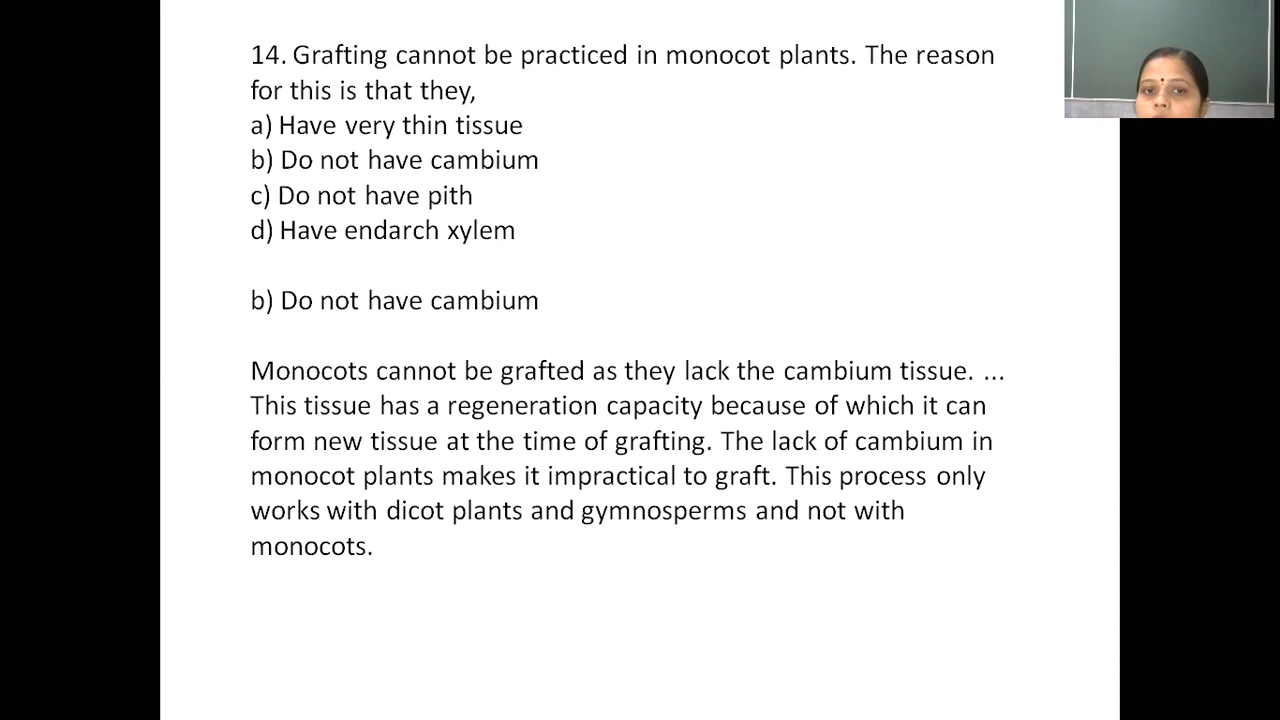 14. Grafting cannot be practiced in monocot plants. The reason
for this is that they,
a) Have very thin tissue
b) Do not have cambium
c) Do not have pith
d) Have endarch xylem
b) Do not have cambium
Monocots cannot be grafted as they lack the cambium tissue. ...
This tissue has a regeneration capacity because of which it can
form new tissue at the time of grafting. The lack of cambium in
monocot plants makes it impractical to graft. This process only
works with dicot plants and gymnosperms and not with
monocots.